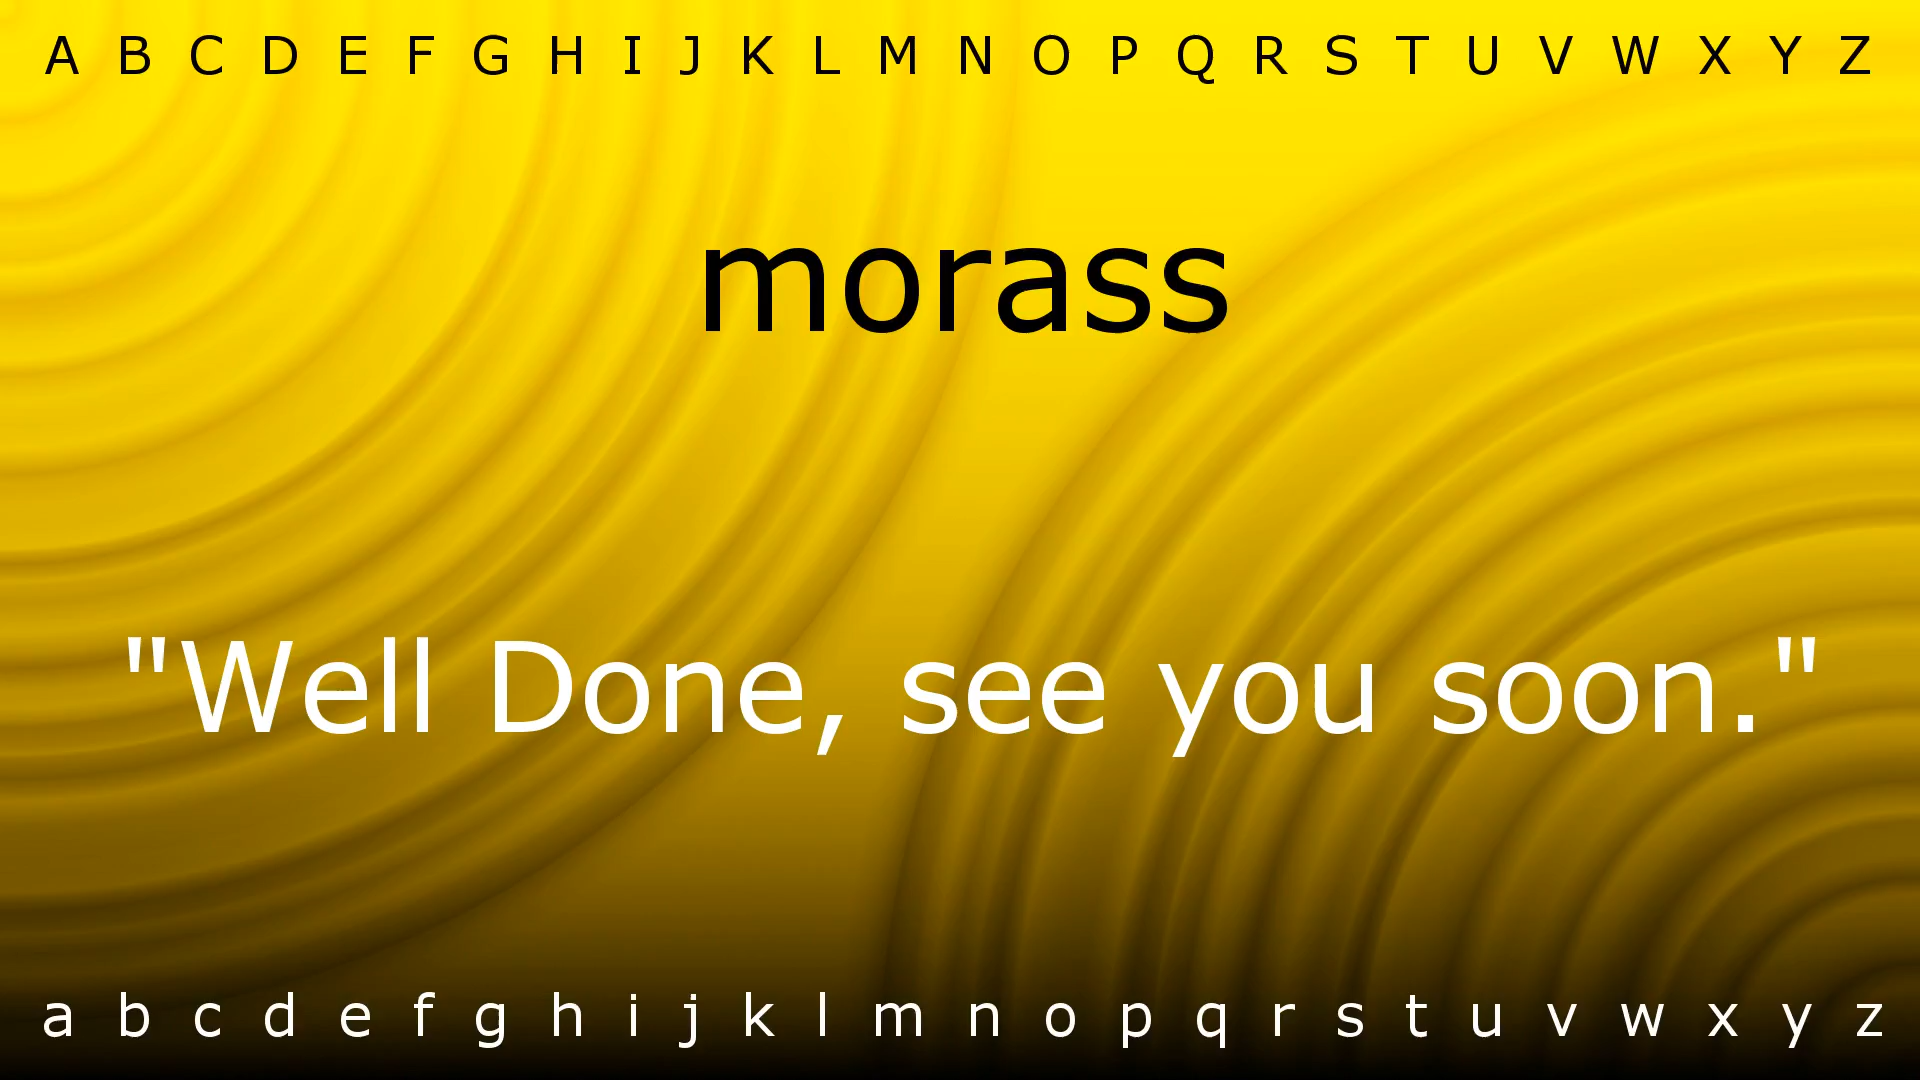 A B C D E F G H I J K L M N O P Q R S T U V W X Y Z
morass
"Well Done, see you soon."
a b c d e f g h i j k l m n o p q r s t u v w x y z